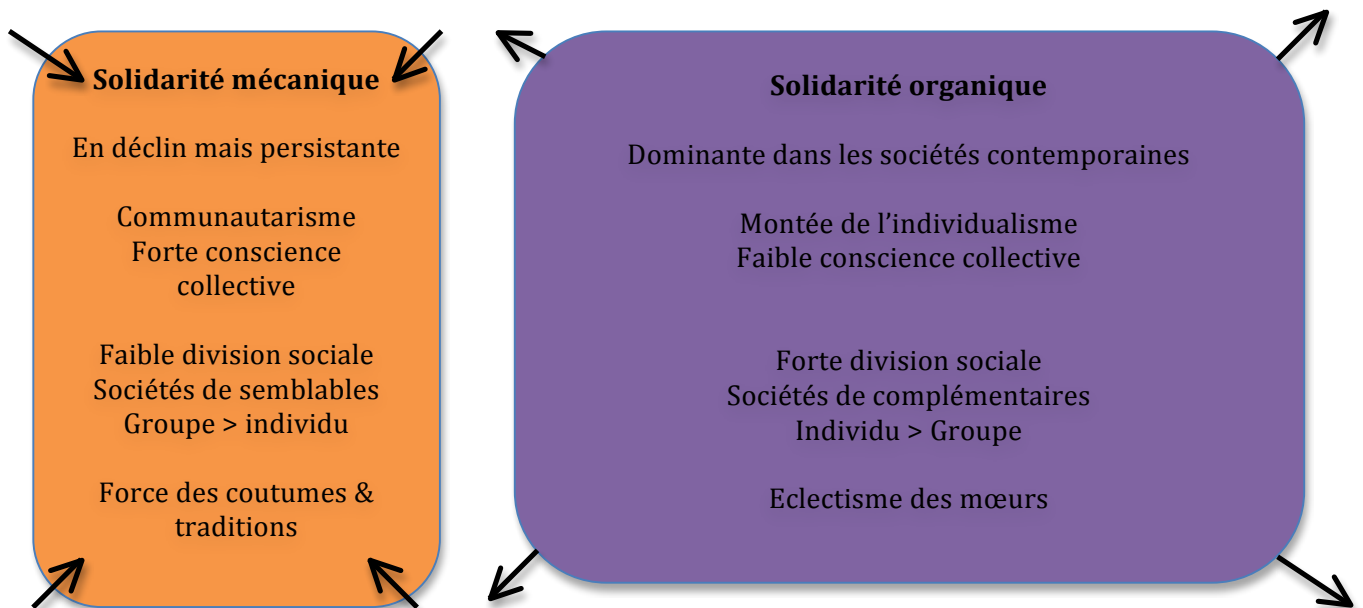 Solidarité mécanique
En déclin mais persistante
Communautarisme
Forte conscience
collective
Faible division sociale
Sociétés de semblables
Groupe > individu
Force des coutumes &
traditions
Solidarité organique
Dominante dans les sociétés contemporaines
Montée de l’individualisme
Faible conscience collective
Forte division sociale
Sociétés de complémentaires
Individu > Groupe
Eclectisme des mœurs